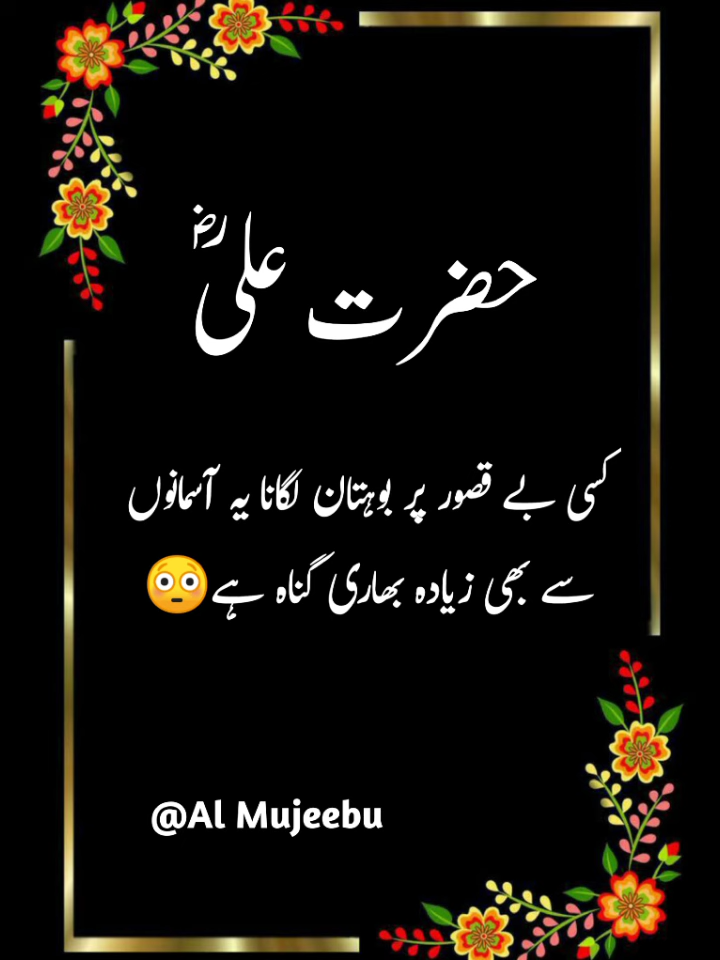 حضرت علیؓ
کسی بے قصور پر بوہتان لگانا یہ آسمانوں
سے بھی زیادہ بھاری گناہ ہے😳
@Al Mujeebu